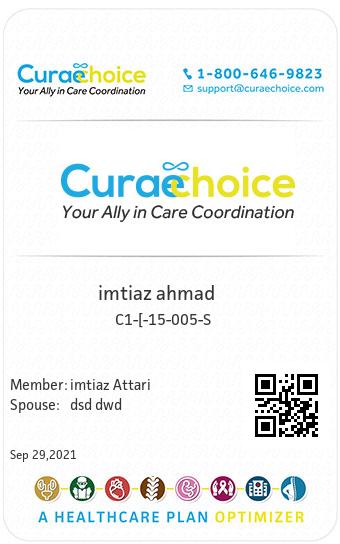 Curaechoice
Your Ally in Care Coordination
1-800-646-9823
support@curaechoice.com
Curaechoice
Your Ally in Care Coordination
imtiaz ahmad
C1-[-15-005-S
Member: imtiaz Attari
Spouse: dsd dwd
Sep 29,2021
A HEALTHCARE PLAN OPTIMIZER